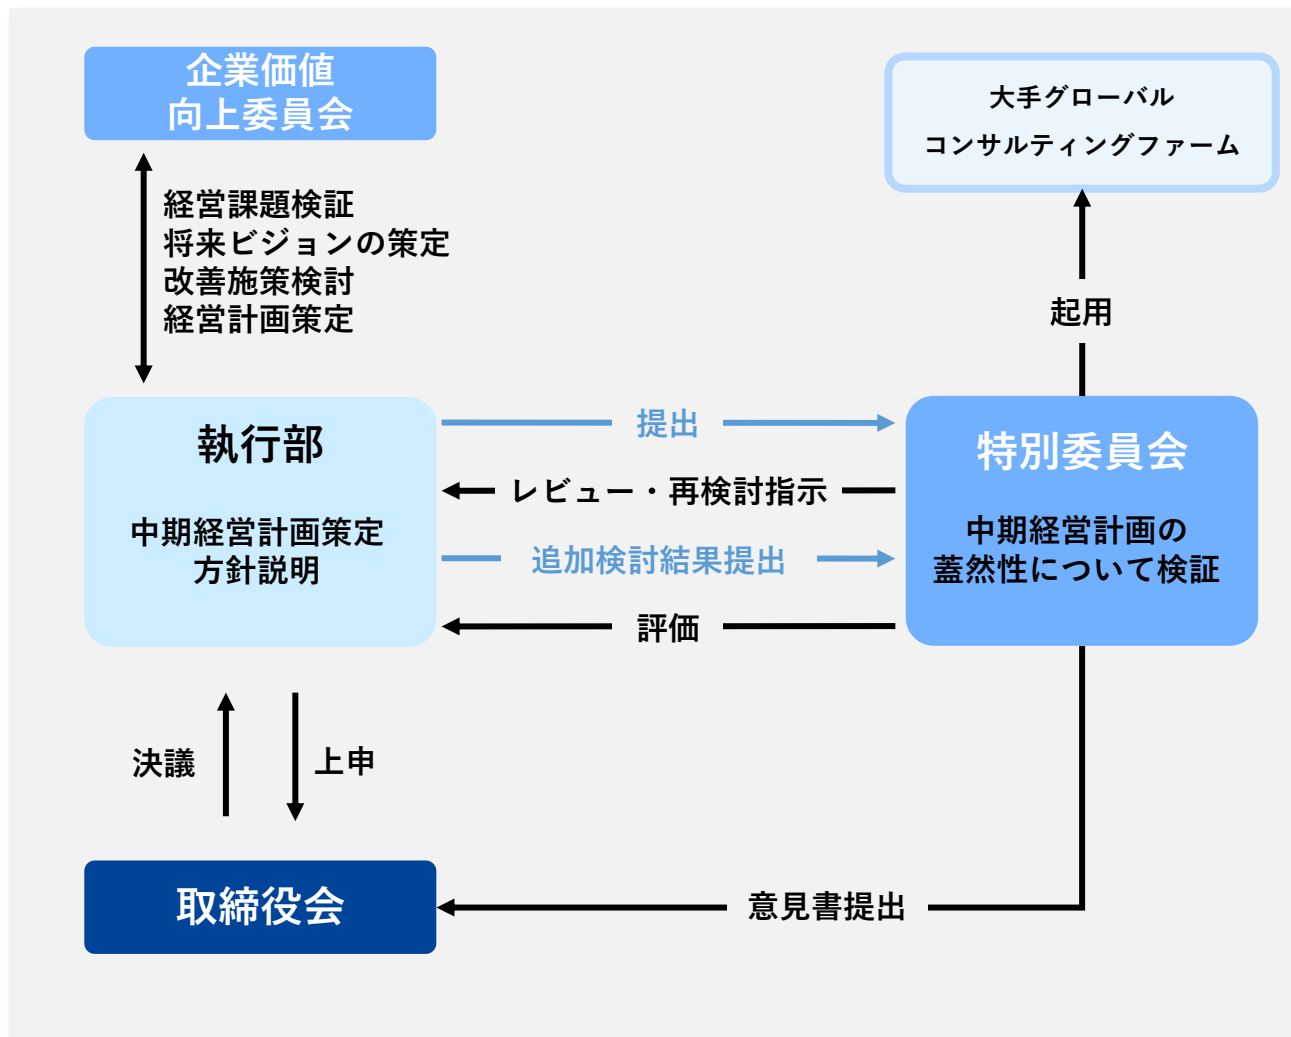 企業価値
向上委員会
大手グローバル
コンサルティングファーム
経営課題検証
将来ビジョンの策定
改善施策検討
経営計画策定
起用
執行部
中期経営計画策定
方針説明
提出
レビュー・再検討指示
追加検討結果提出
評価
特別委員会
中期経営計画の
蓋然性について検証
決議
上申
取締役会
意見書提出